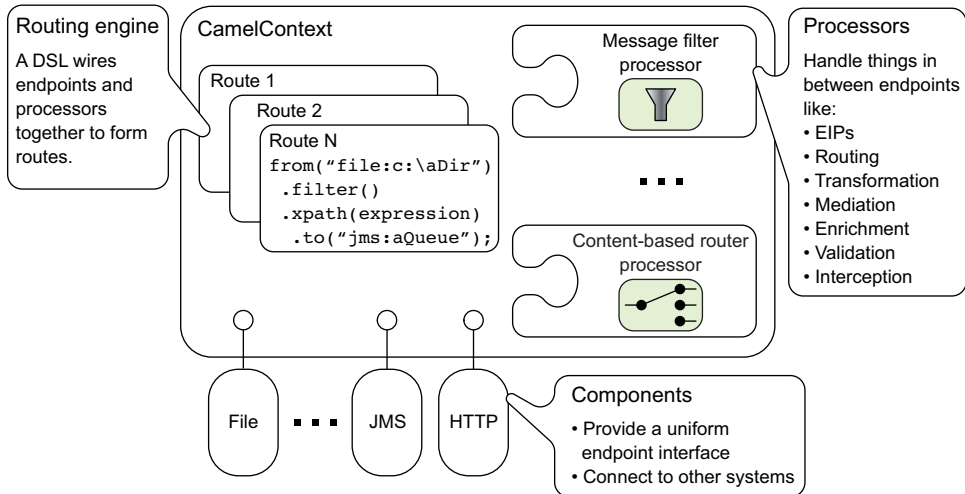 Routing engine
A DSL wires
endpoints and
processors
together to form
routes.
CamelContext
Route 1
Route 2
Route N
from(“file:c:\aDir”)
.filter()
.xpath(expression)
.to(“jms:aQueue”);
Message filter
processor
Content-based router
processor
Processors
Handle things in
between endpoints
like:
• EIPs
• Routing
• Transformation
• Mediation
• Enrichment
• Validation
• Interception
File
JMS
HTTP
Components
• Provide a uniform
endpoint interface
• Connect to other systems